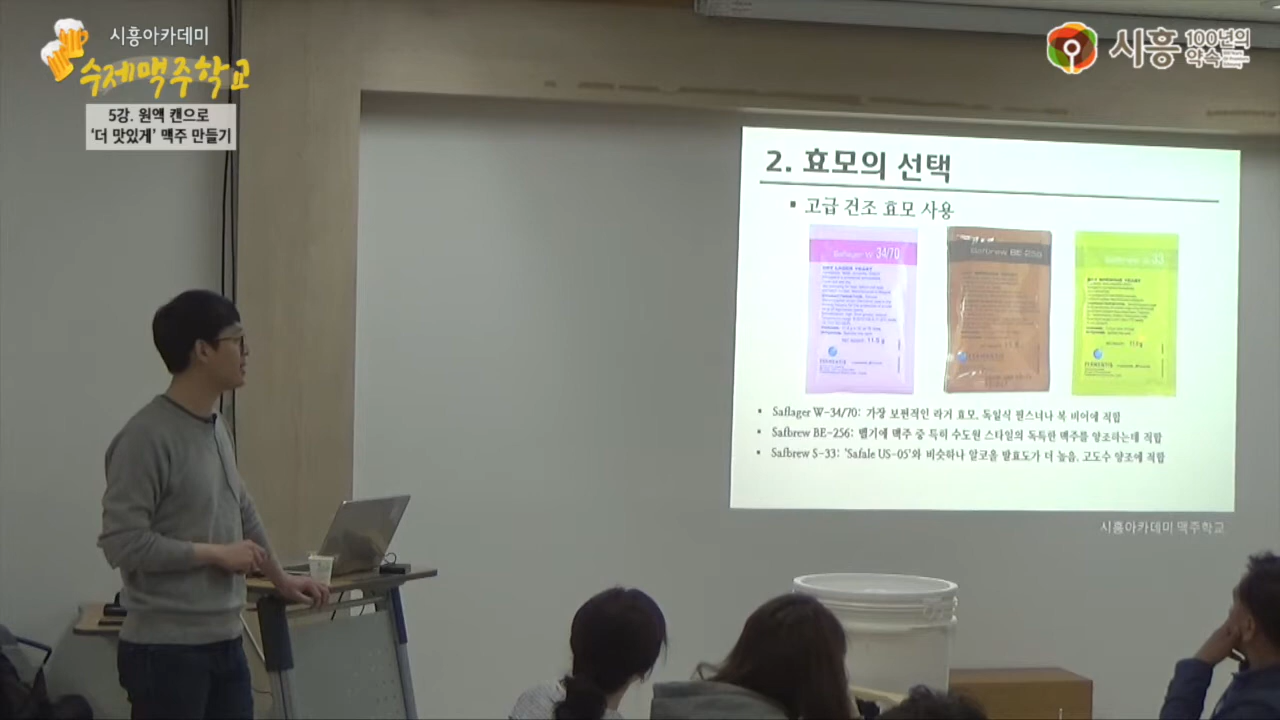 시흥아카데미
수제맥주학교
5강. 원액 캔으로
'더 맛있게' 맥주 만들기
시흥 100년의 약속
2. 효모의 선택
▪ 고급 건조 효모 사용
Saflager W 34/70
Safbrew BE-256
Safbrew S-33
11.5 g
FERMENTIS
▪ Saflager W-34/70: 가장 보편적인 라거 효모, 독일식 필스너나 복 비어에 적합
▪ Safbrew BE-256: 벨기에 맥주 중 특히 수도원 스타일의 독특한 맥주를 양조하는데 적합
▪ Safbrew S-33: 'Safale US-05'와 비슷하나 알코올 발효도가 더 높음, 고도수 양조에 적합
시흥아카데미 맥주학교